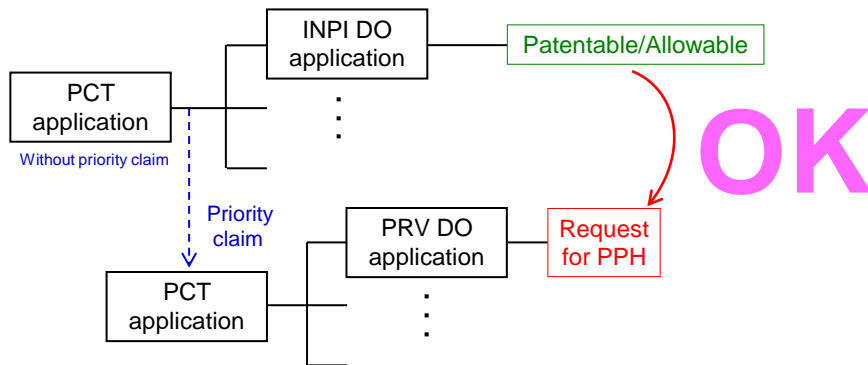 INPI DO
application
Patentable/Allowable
PCT
application
Without priority claim
OK
Priority
claim
PRV DO
application
Request
for PPH
PCT
application